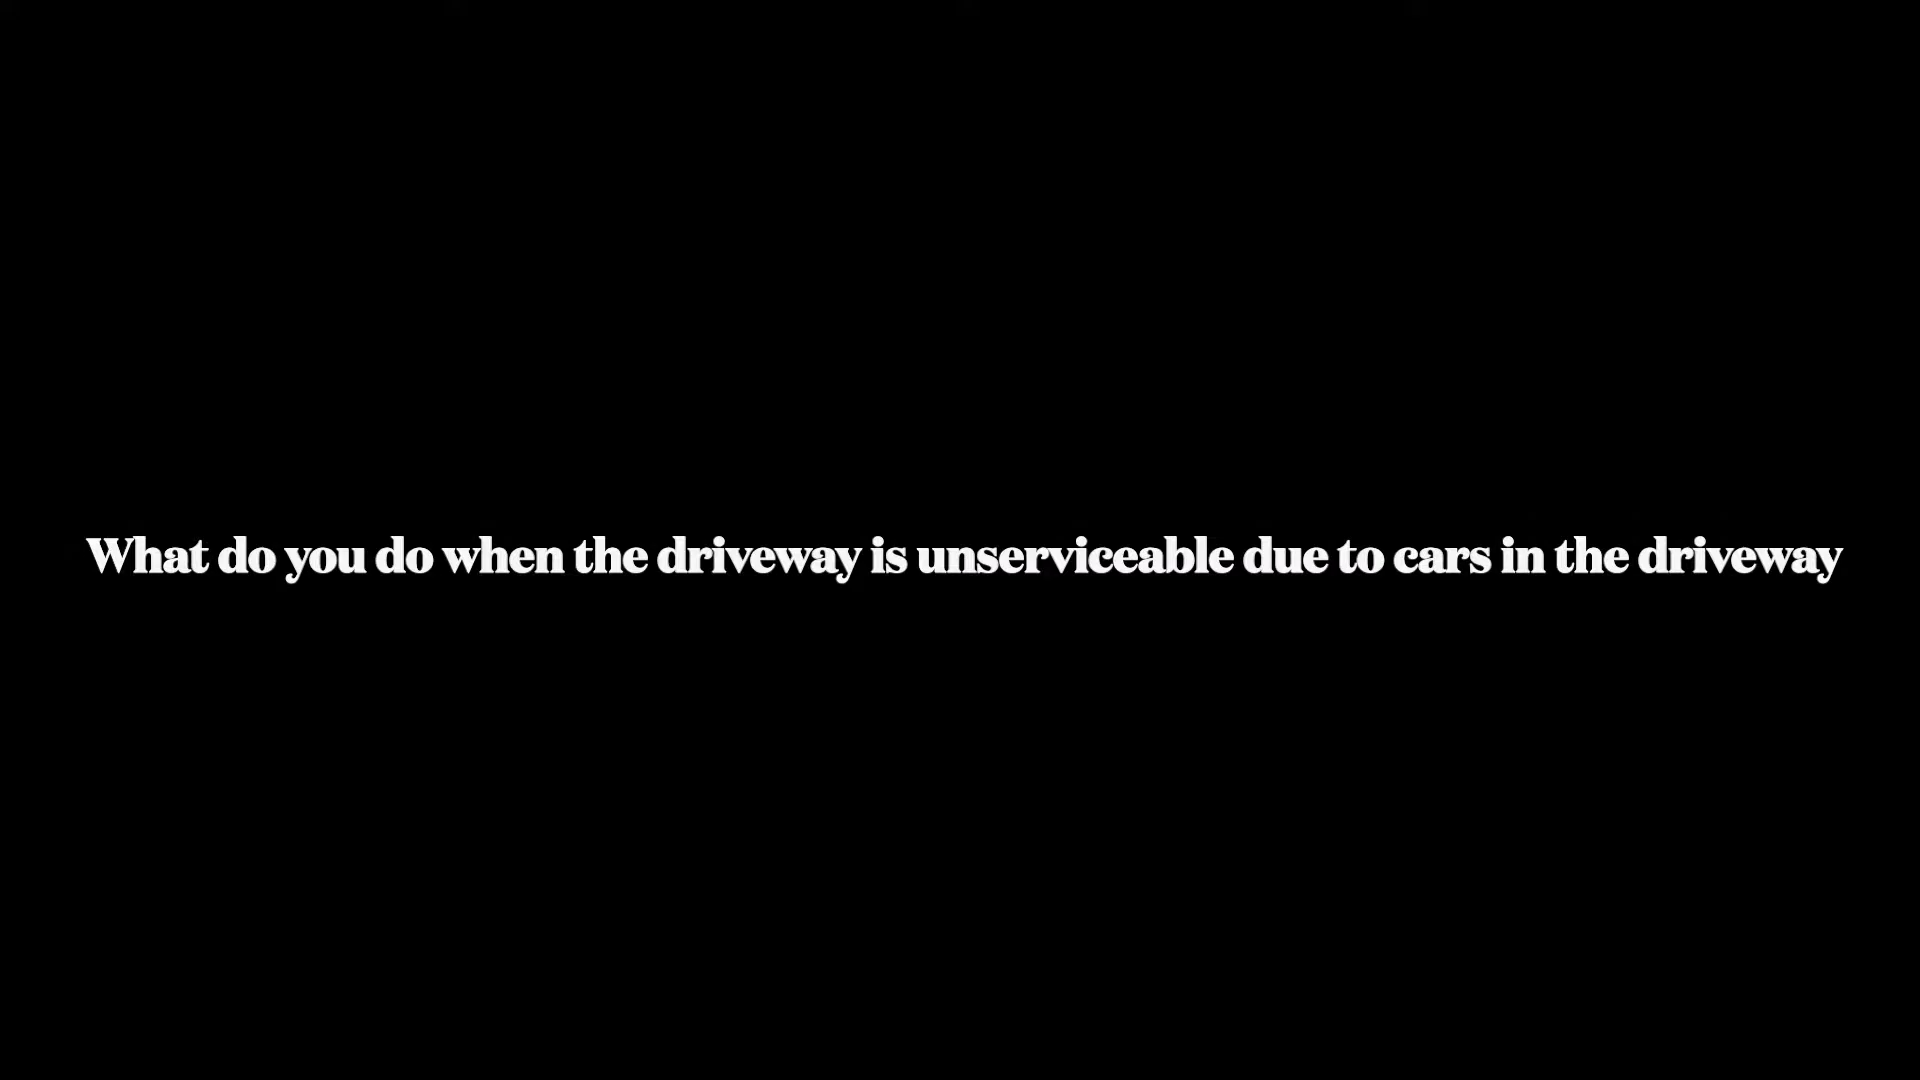 What do you do when the driveway is unserviceable due to cars in the driveway